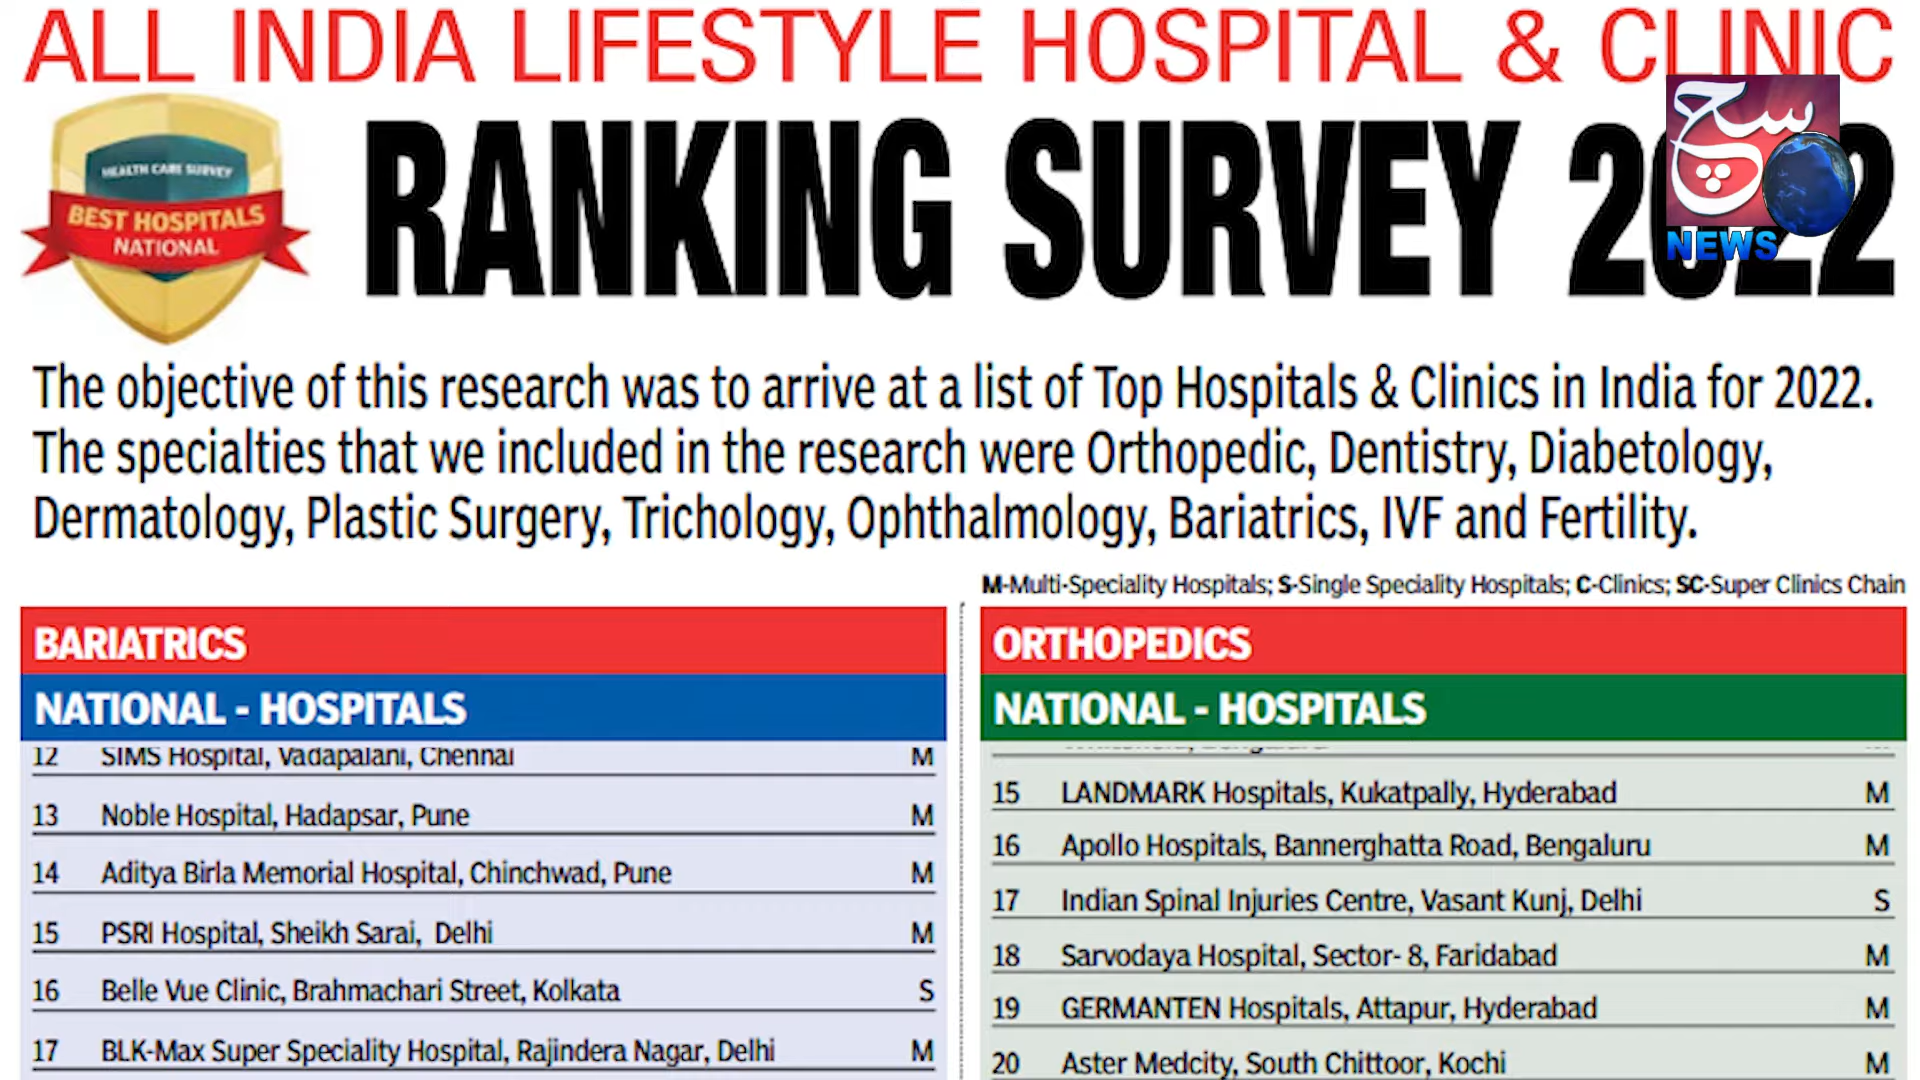 ALL INDIA LIFESTYLE HOSPITAL & CLINIC
RANKING SURVEY 2022
HEALTH CARE SURVEY
BEST HOSPITALS
NATIONAL
سچ
NEWS
The objective of this research was to arrive at a list of Top Hospitals & Clinics in India for 2022.
The specialties that we included in the research were Orthopedic, Dentistry, Diabetology,
Dermatology, Plastic Surgery, Trichology, Ophthalmology, Bariatrics, IVF and Fertility.
M-Multi-Speciality Hospitals; S-Single Speciality Hospitals; C-Clinics; SC-Super Clinics Chain
BARIATRICS
NATIONAL - HOSPITALS
12 SIMS Hospital, Vadapalani, Chennai M
13 Noble Hospital, Hadapsar, Pune M
14 Aditya Birla Memorial Hospital, Chinchwad, Pune M
15 PSRI Hospital, Sheikh Sarai, Delhi M
16 Belle Vue Clinic, Brahmachari Street, Kolkata S
17 BLK-Max Super Speciality Hospital, Rajindera Nagar, Delhi M
ORTHOPEDICS
NATIONAL - HOSPITALS
15 LANDMARK Hospitals, Kukatpally, Hyderabad M
16 Apollo Hospitals, Bannerghatta Road, Bengaluru M
17 Indian Spinal Injuries Centre, Vasant Kunj, Delhi S
18 Sarvodaya Hospital, Sector- 8, Faridabad M
19 GERMANTEN Hospitals, Attapur, Hyderabad M
20 Aster Medcity, South Chittoor, Kochi M